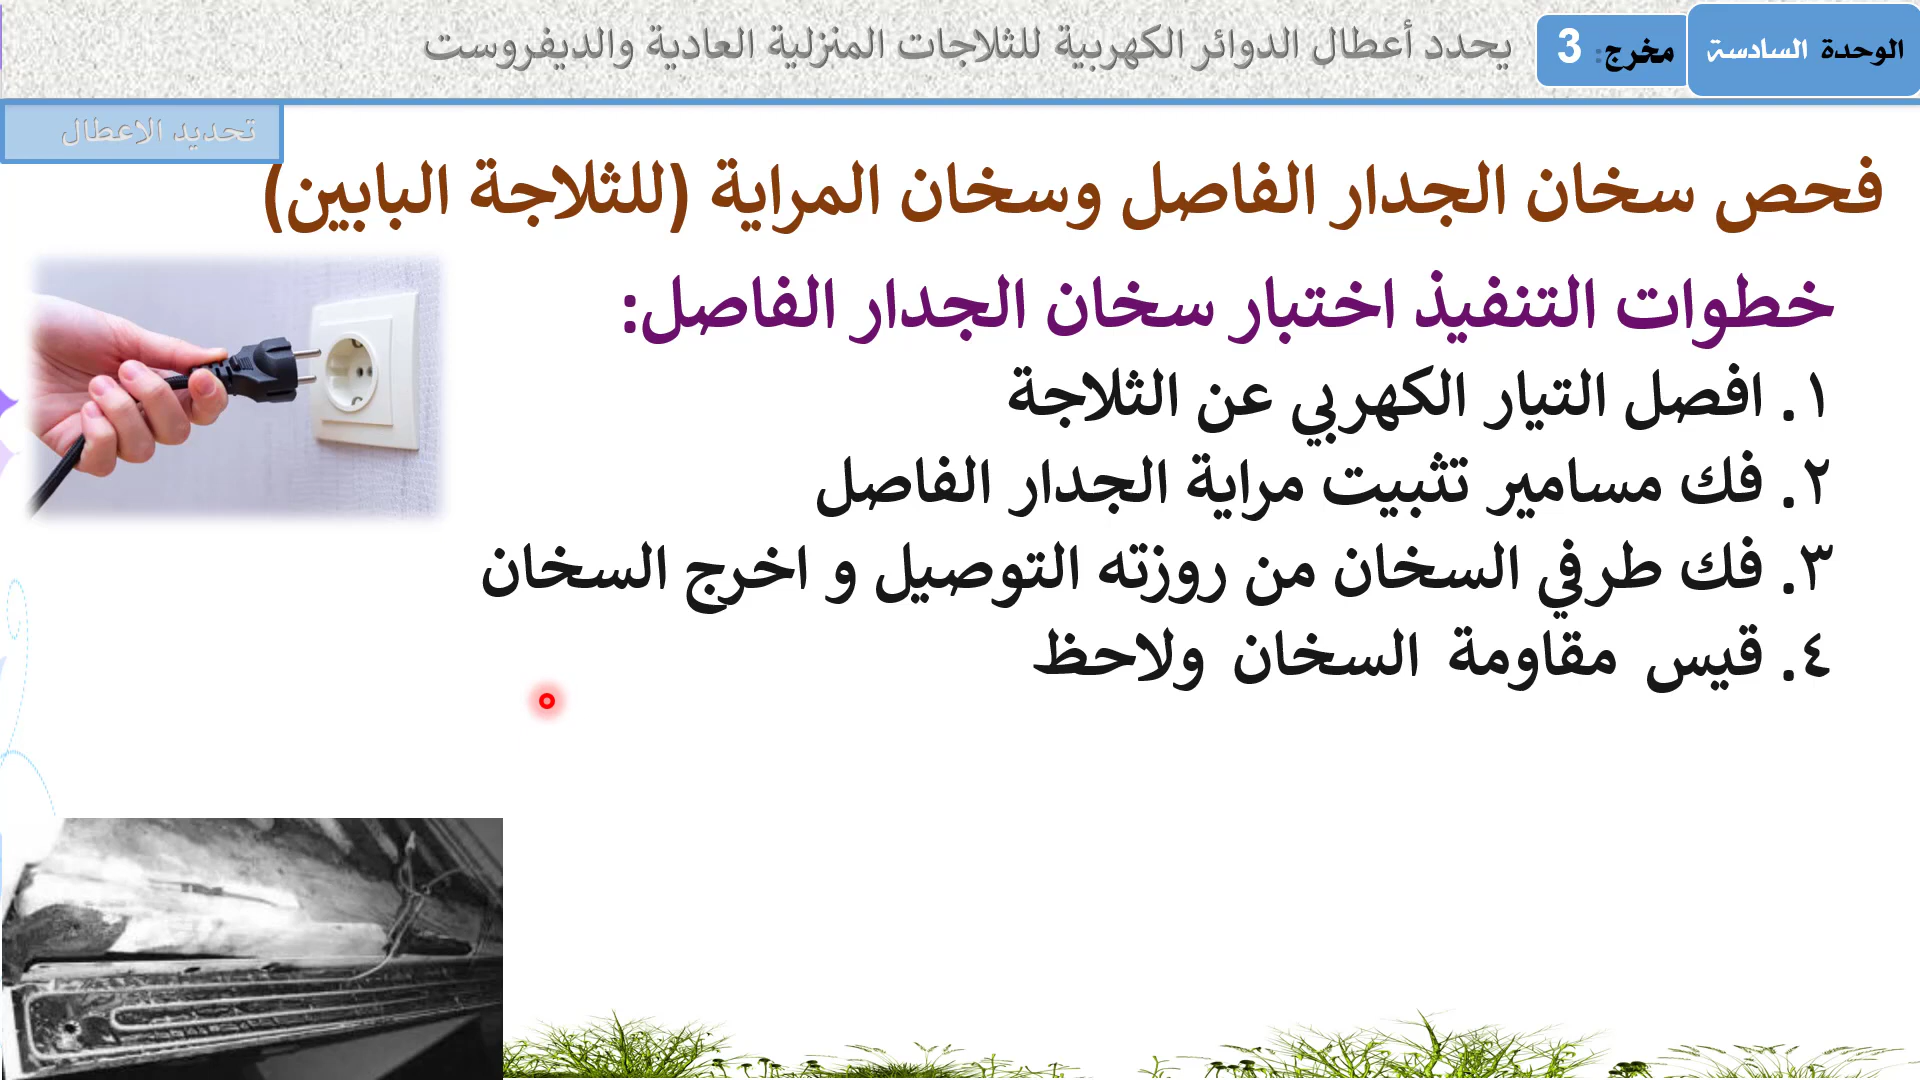 الوحدة السادسة
مخرج: 3
يحدد أعطال الدوائر الكهربية للثلاجات المنزلية العادية والديفروست
تحديد الاعطال
فحص سخان الجدار الفاصل وسخان المراية (للثلاجة البابين)
خطوات التنفيذ اختبار سخان الجدار الفاصل:
١. افصل التيار الكهربي عن الثلاجة
٢. فك مسامير تثبيت مراية الجدار الفاصل
٣. فك طرفي السخان من روزته التوصيل و اخرج السخان
٤. قيس مقاومة السخان ولاحظ